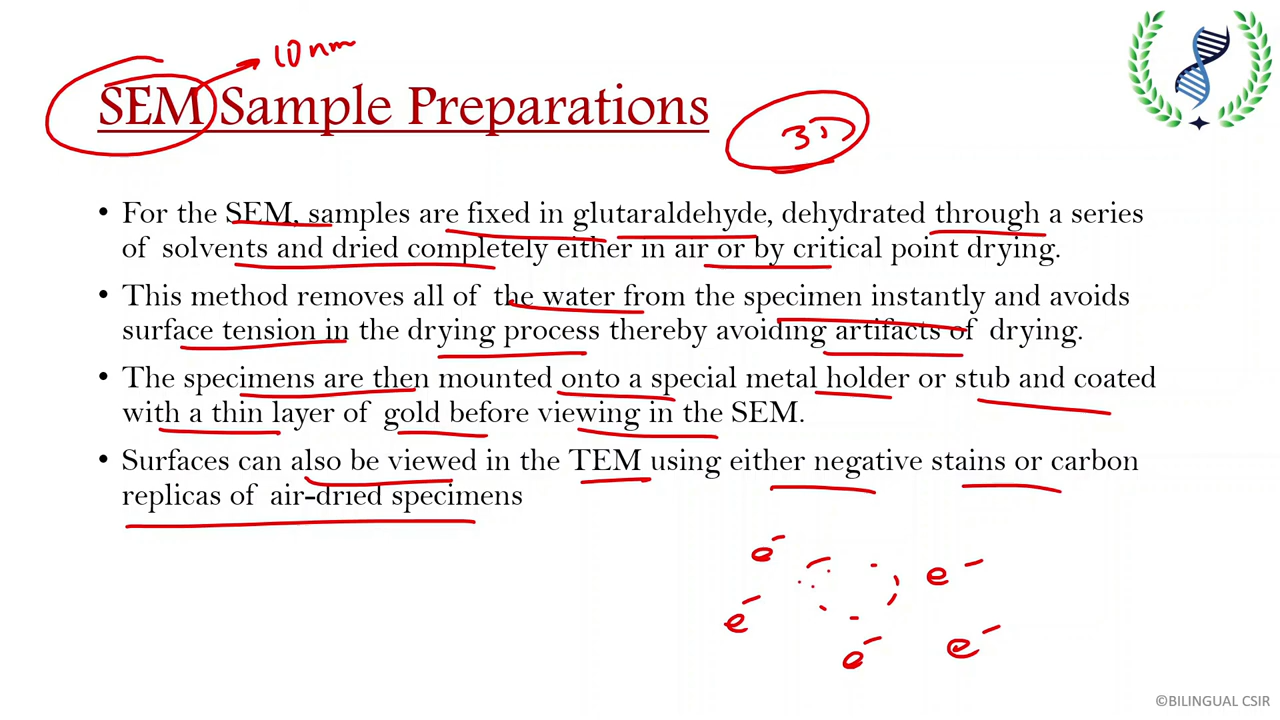 10 nm
SEM Sample Preparations
3D
• For the SEM, samples are fixed in glutaraldehyde, dehydrated through a series
of solvents and dried completely either in air or by critical point drying.
• This method removes all of the water from the specimen instantly and avoids
surface tension in the drying process thereby avoiding artifacts of drying.
• The specimens are then mounted onto a special metal holder or stub and coated
with a thin layer of gold before viewing in the SEM.
• Surfaces can also be viewed in the TEM using either negative stains or carbon
replicas of air-dried specimens
e⁻
e⁻
e⁻
e⁻
e⁻
©BILINGUAL CSIR